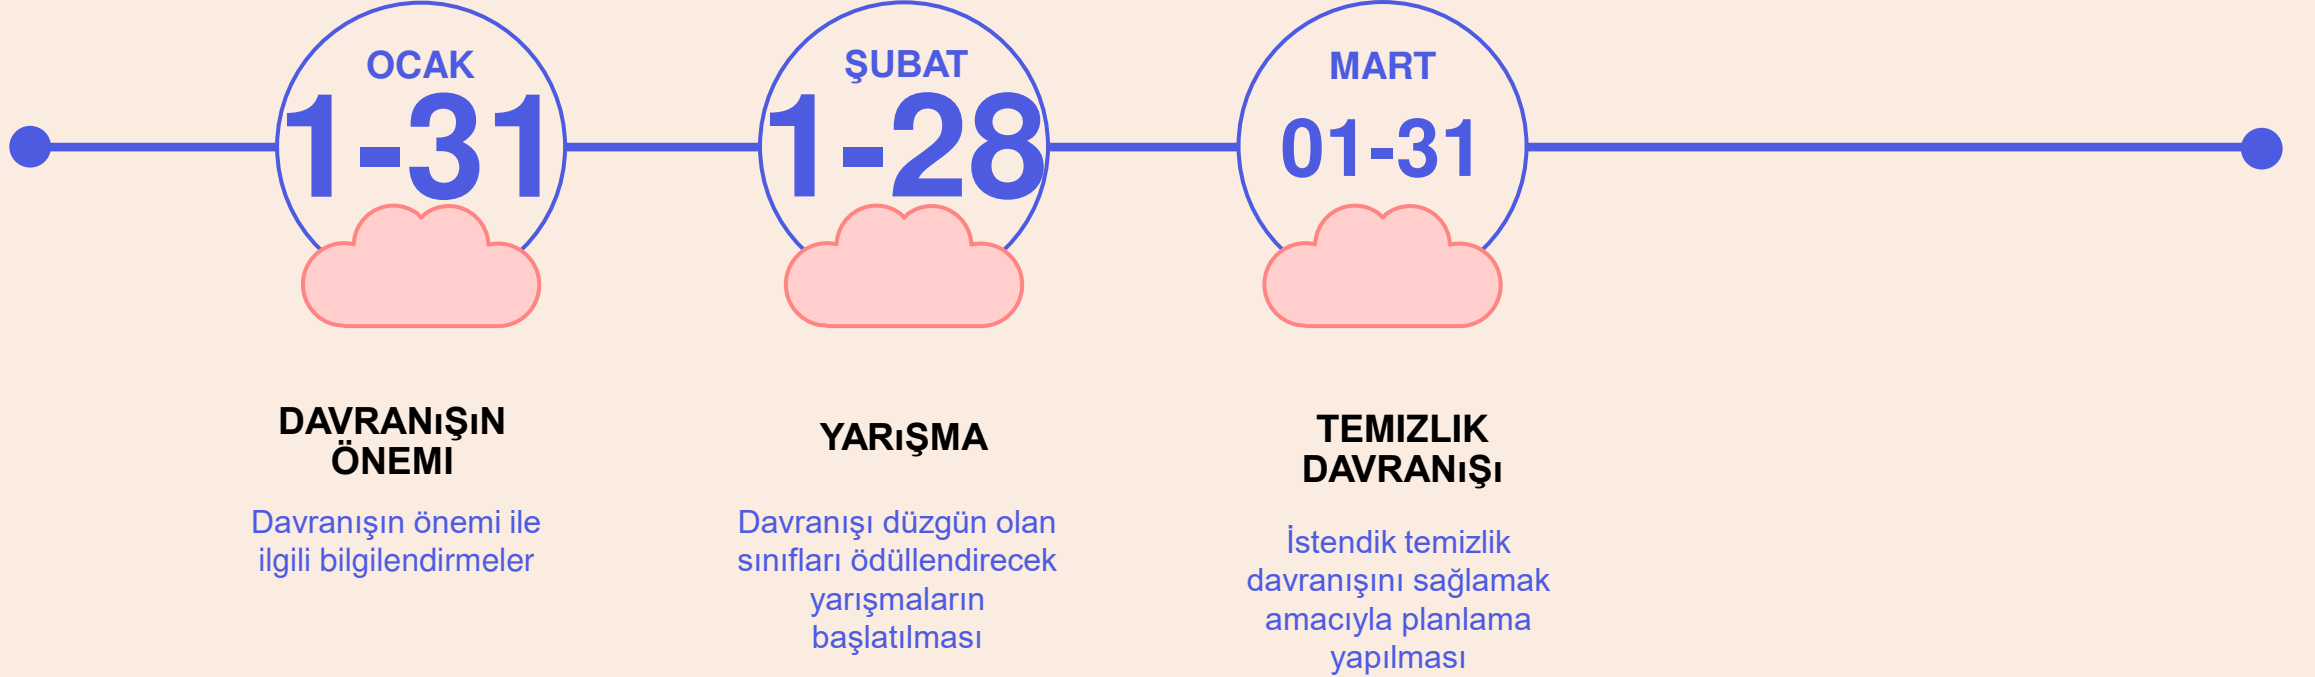 OCAK
1-31
DAVRANıŞıN
ÖNEMI
Davranışın önemi ile
ilgili bilgilendirmeler
ŞUBAT
1-28
YARıŞMA
Davranışı düzgün olan
sınıfları ödüllendirecek
yarışmaların
başlatılması
MART
01-31
TEMIZLIK
DAVRANıŞı
İstendik temizlik
davranışını sağlamak
amacıyla planlama
yapılması